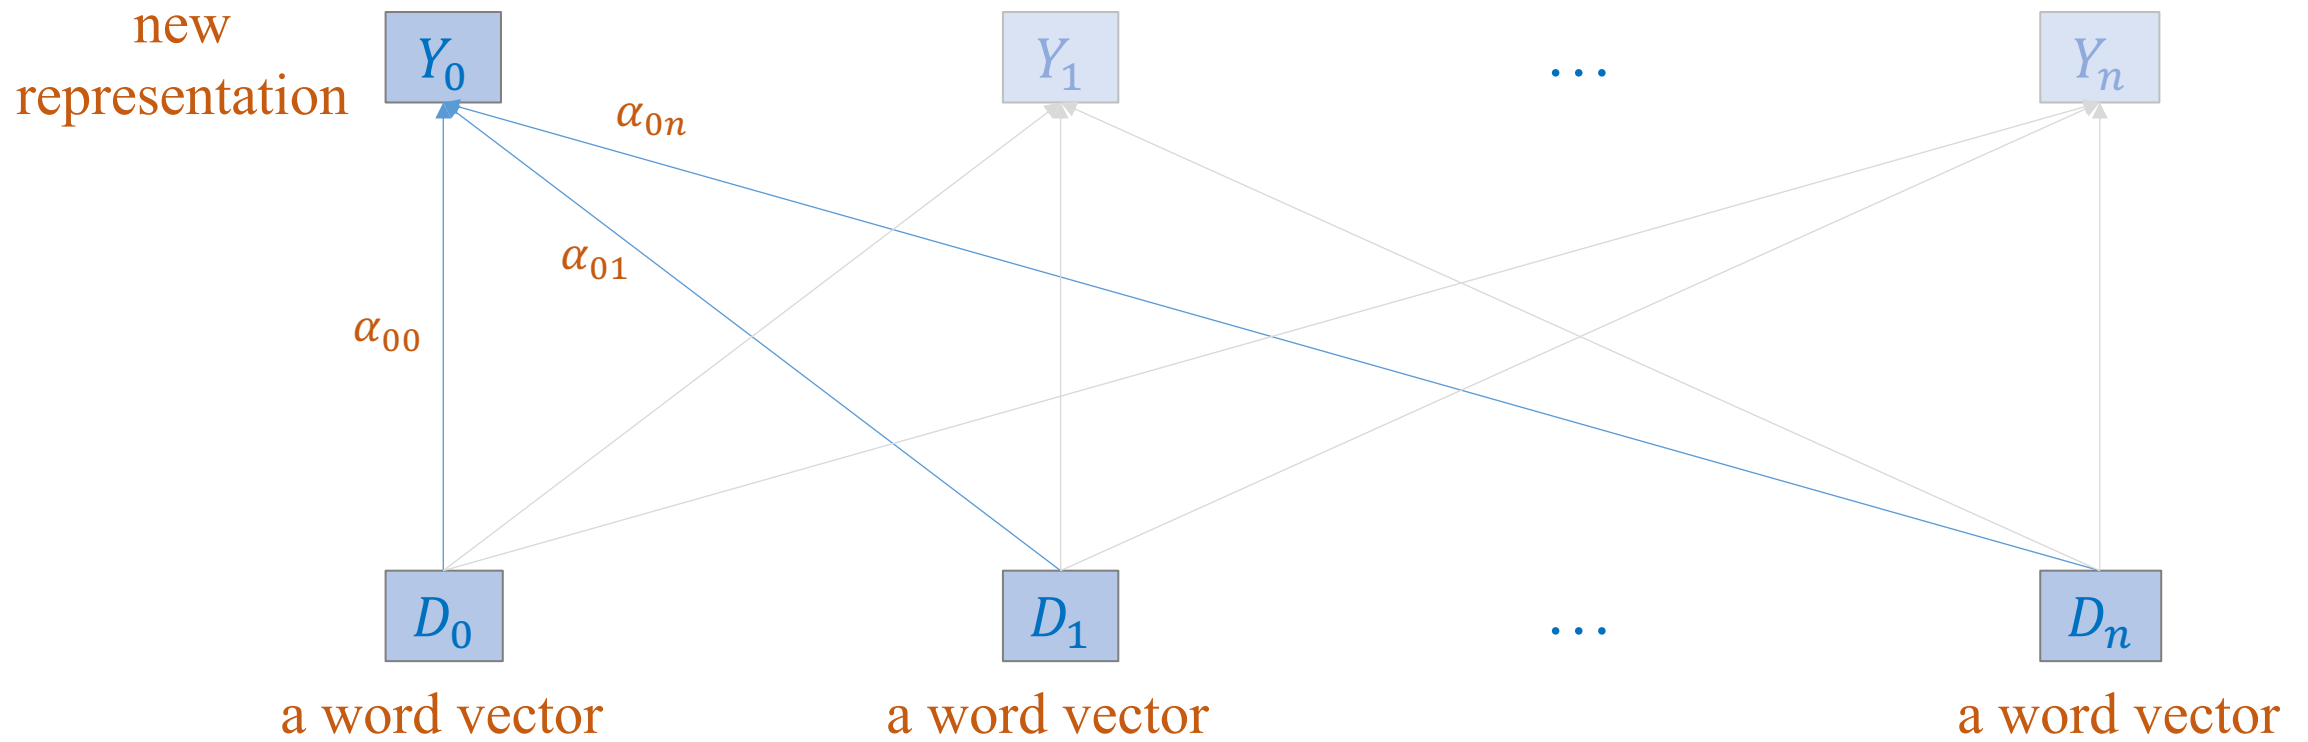 new
representation
Y₀
Y₁
…
Yₙ
α₀ₙ
α₀₁
α₀₀
D₀
D₁
…
Dₙ
a word vector
a word vector
a word vector